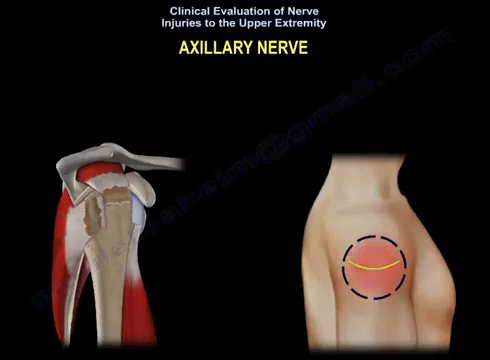 Clinical Evaluation of Nerve
Injuries to the Upper Extremity
AXILLARY NERVE